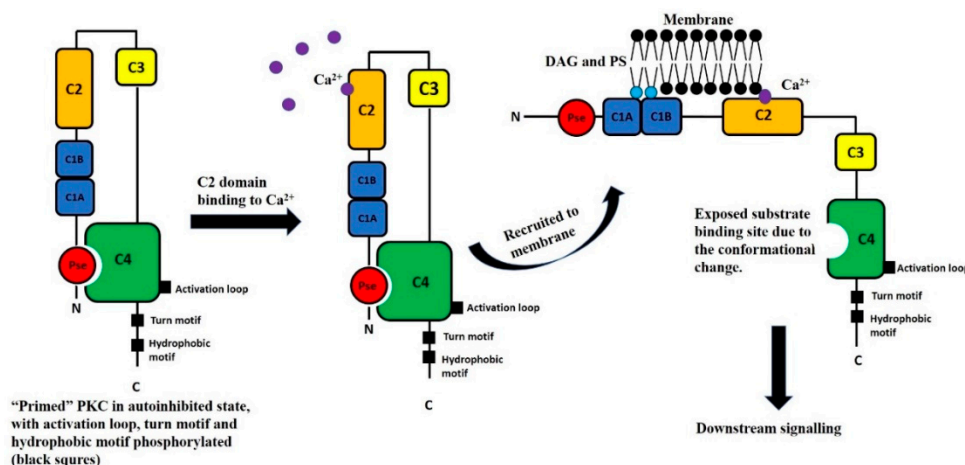 C2
C3
C1B
C1A
Pse
C4
N
Activation loop
Turn motif
Hydrophobic
motif
C
"Primed" PKC in autoinhibited state,
with activation loop, turn motif and
hydrophobic motif phosphorylated
(black squres)
C2 domain
binding to Ca²⁺
Ca²⁺
C2
C3
C1B
C1A
Pse
C4
N
Activation loop
Turn motif
Hydrophobic
motif
C
Recruited to
membrane
Membrane
DAG and PS
Ca²⁺
N
Pse
C1A
C1B
C2
C3
Exposed substrate
binding site due to
the conformational
change.
C4
Activation loop
Turn motif
Hydrophobic
motif
C
Downstream signalling